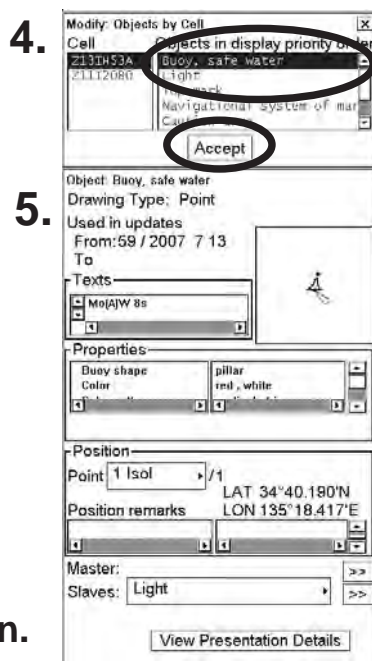 4.
Modify: Objects by Cell
Cell Objects in display priority order
Z13IH53A Buoy, safe water
Z1112080 Light
Top mark
Navigational system of mar
Accept
5.
Object: Buoy, safe water
Drawing Type: Point
Used in updates
From: 59 / 2007 7 13
To
Texts
Mo(A)W 8s
Properties
Buoy shape pillar
Color red , white
Position
Point 1 Isol /1
LAT 34°40.190'N
Position remarks LON 135°18.417'E
Master: >>
Slaves: Light >>
n.
View Presentation Details